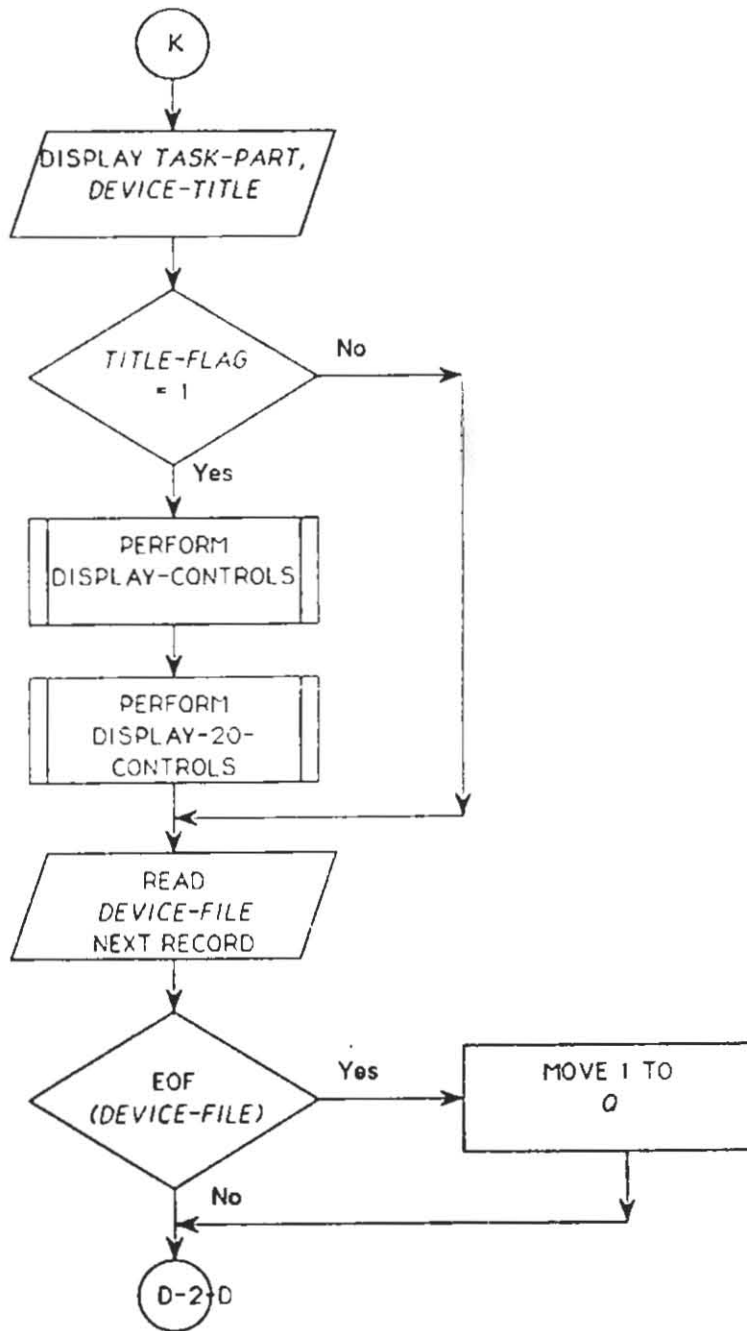 K
DISPLAY TASK-PART,
DEVICE-TITLE
TITLE-FLAG
= 1
No
Yes
PERFORM
DISPLAY-CONTROLS
PERFORM
DISPLAY-20-
CONTROLS
READ
DEVICE-FILE
NEXT RECORD
EOF
(DEVICE-FILE)
Yes
MOVE 1 TO
Q
No
D-2-D